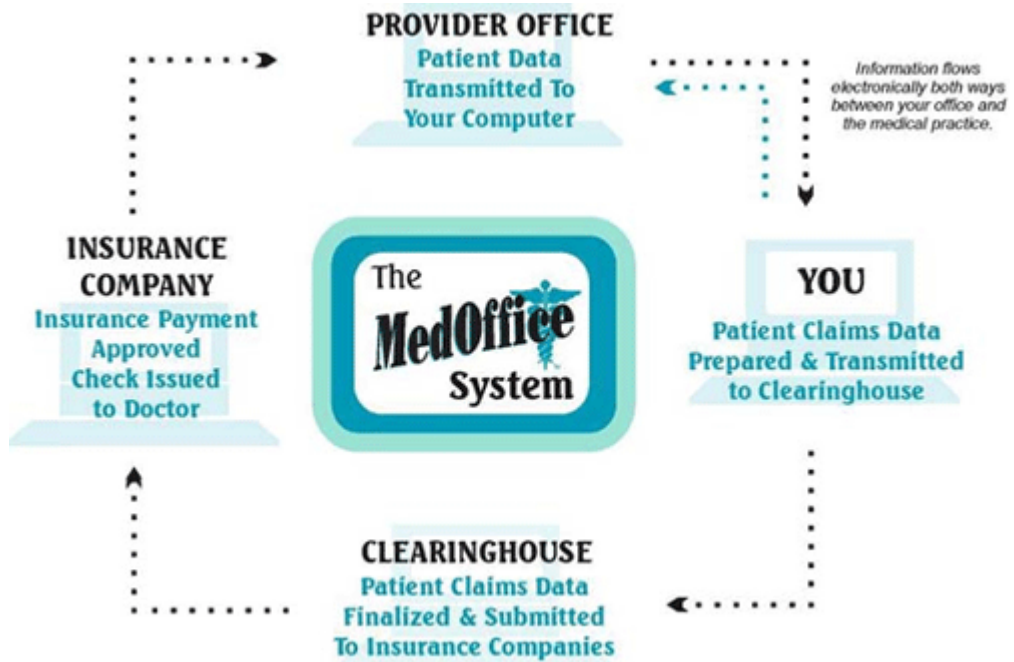 PROVIDER OFFICE
Patient Data
Transmitted To
Your Computer
Information flows
electronically both ways
between your office and
the medical practice.
INSURANCE
COMPANY
Insurance Payment
Approved
Check Issued
to Doctor
The
MedOffice
System
YOU
Patient Claims Data
Prepared & Transmitted
to Clearinghouse
CLEARINGHOUSE
Patient Claims Data
Finalized & Submitted
To Insurance Companies